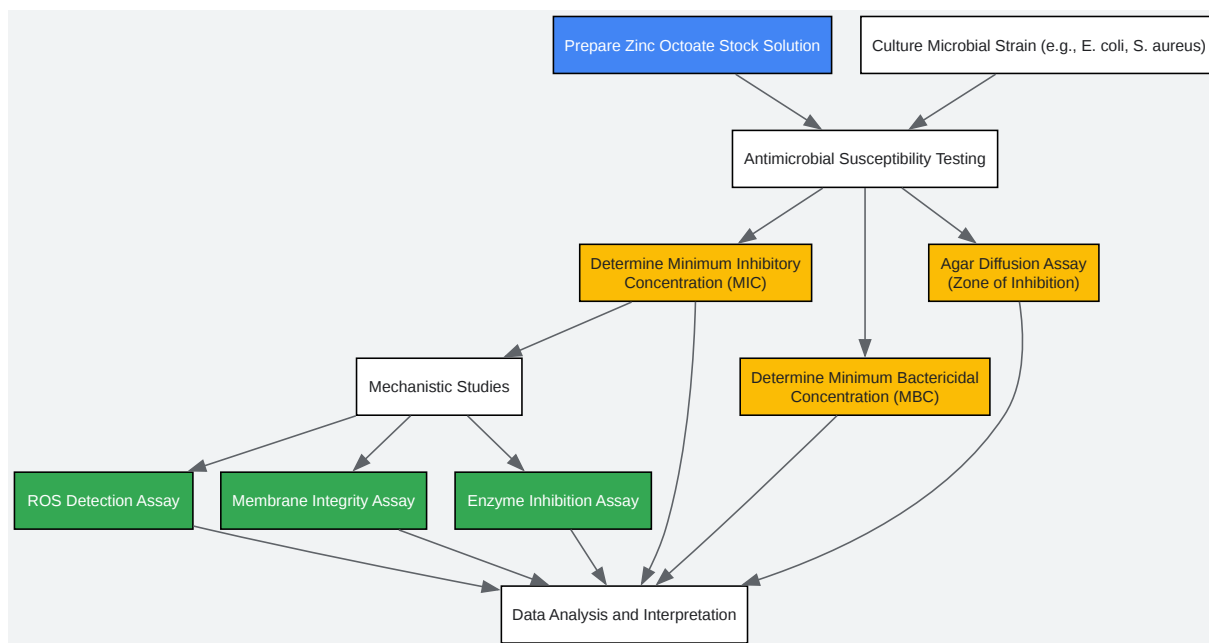 Prepare Zinc Octoate Stock Solution
Culture Microbial Strain (e.g., E. coli, S. aureus)
Antimicrobial Susceptibility Testing
Determine Minimum Inhibitory
Concentration (MIC)
Agar Diffusion Assay
(Zone of Inhibition)
Mechanistic Studies
Determine Minimum Bactericidal
Concentration (MBC)
ROS Detection Assay
Membrane Integrity Assay
Enzyme Inhibition Assay
Data Analysis and Interpretation